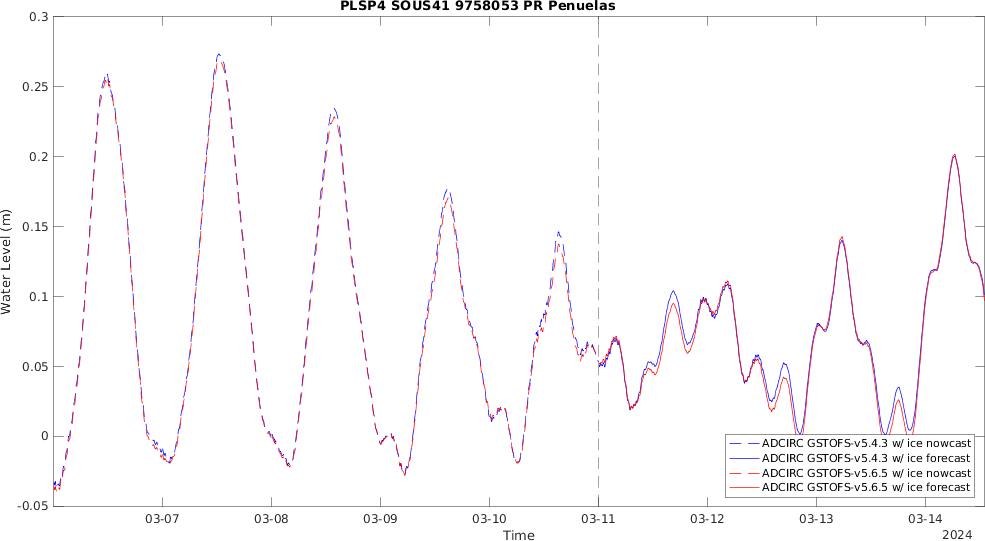 PLSP4 SOUS41 9758053 PR Penuelas
Water Level (m)
0.3
0.25
0.2
0.15
0.1
0.05
0
-0.05
03-07
03-08
03-09
03-10
03-11
03-12
03-13
03-14
Time
2024
ADCIRC GSTOFS-v5.4.3 w/ ice nowcast
ADCIRC GSTOFS-v5.4.3 w/ ice forecast
ADCIRC GSTOFS-v5.6.5 w/ ice nowcast
ADCIRC GSTOFS-v5.6.5 w/ ice forecast